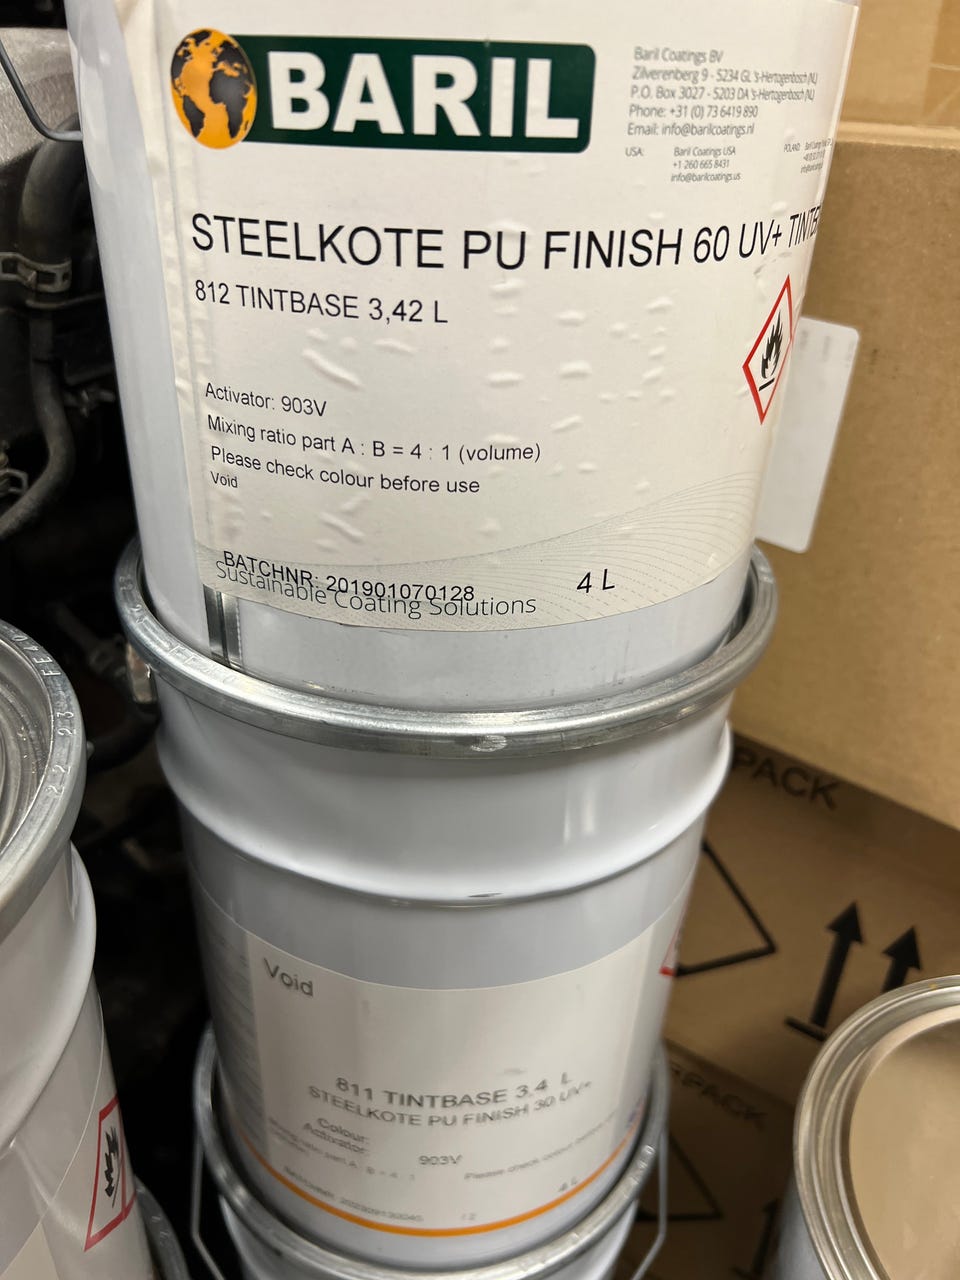 BARIL
Baril Coatings BV
Zilverenberg 9 - 5234 GL 's-Hertogenbosch (NL)
P.O. Box 3027 - 5203 DA 's-Hertogenbosch (NL)
Phone: +31 (0) 73 6419 890
Email: info@barilcoatings.nl
USA: Baril Coatings USA
+1 260 665 8431
info@barilcoatings.us
POLAND:
STEELKOTE PU FINISH 60 UV+
812 TINTBASE 3,42 L
Activator: 903V
Mixing ratio part A : B = 4 : 1 (volume)
Please check colour before use
Void
BATCHNR: 201901070128
Sustainable Coating Solutions
4 L
PACK
Void
811 TINTBASE 3.4 L
STEELKOTE PU FINISH 30 UV+
Colour:
Activator: 903V
4 L